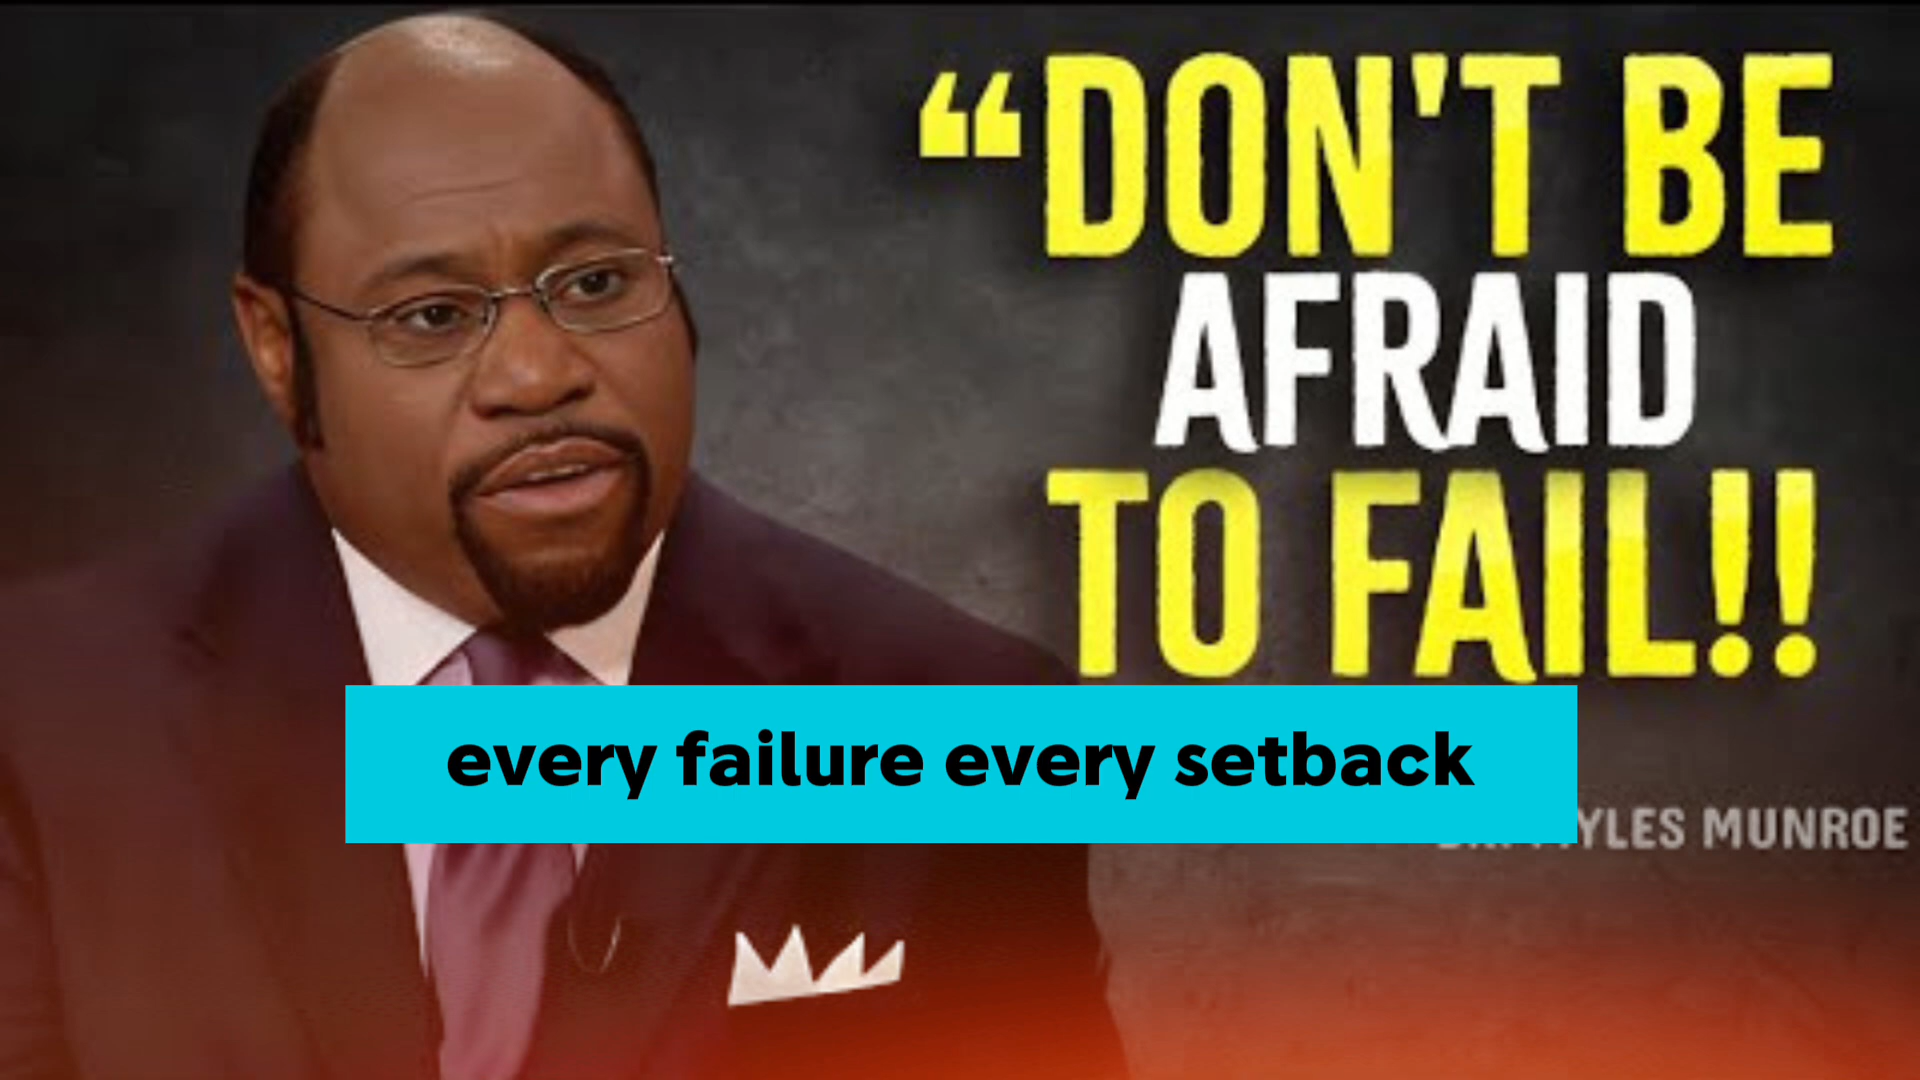 “DON'T BE
AFRAID
TO FAIL!!
every failure every setback
MUNROE